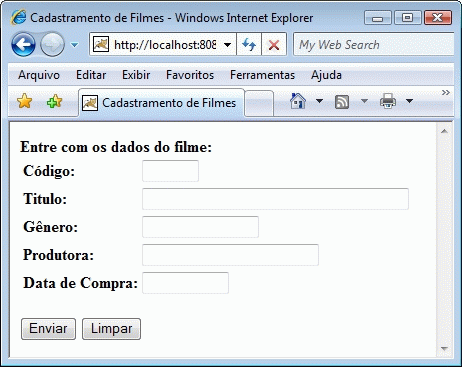 Cadastramento de Filmes - Windows Internet Explorer
http://localhost:808
My Web Search
Arquivo Editar Exibir Favoritos Ferramentas Ajuda
Cadastramento de Filmes
Entre com os dados do filme:
Código:
Titulo:
Gênero:
Produtora:
Data de Compra:
Enviar Limpar